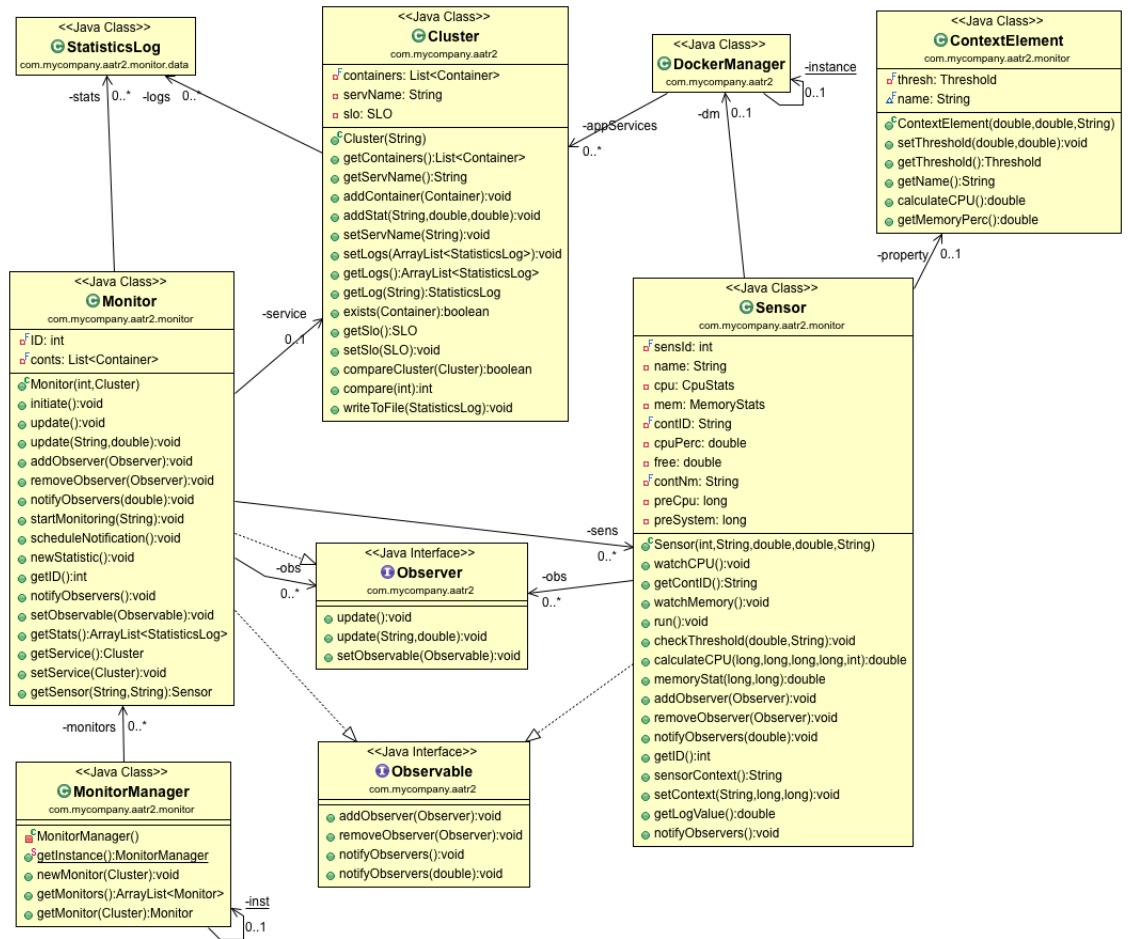 <<Java Class>>
StatisticsLog
com.mycompany.aatr2.monitor.data
<<Java Class>>
Cluster
com.mycompany.aatr2
containers: List<Container>
servName: String
slo: SLO
Cluster(String)
getContainers():List<Container>
getServName():String
addContainer(Container):void
addStat(String,double,double):void
setServName(String):void
setLogs(ArrayList<StatisticsLog>):void
getLogs():ArrayList<StatisticsLog>
getLog(String):StatisticsLog
exists(Container):boolean
getSlo():SLO
setSlo(SLO):void
compareCluster(Cluster):boolean
compare(int):int
writeToFile(StatisticsLog):void
<<Java Class>>
DockerManager
com.mycompany.aatr2
-instance
0..1
<<Java Class>>
ContextElement
com.mycompany.aatr2.monitor
thresh: Threshold
name: String
ContextElement(double,double,String)
setThreshold(double,double):void
getThreshold():Threshold
getName():String
calculateCPU():double
getMemoryPerc():double
-stats 0..*
-logs 0..*
-appServices
0..*
-dm 0..1
-property 0..1
<<Java Class>>
Monitor
com.mycompany.aatr2.monitor
ID: int
conts: List<Container>
Monitor(int,Cluster)
initiate():void
update():void
update(String,double):void
addObserver(Observer):void
removeObserver(Observer):void
notifyObservers(double):void
startMonitoring(String):void
scheduleNotification():void
newStatistic():void
getID():int
notifyObservers():void
setObservable(Observable):void
getStats():ArrayList<StatisticsLog>
getService():Cluster
setService(Cluster):void
getSensor(String,String):Sensor
-service
0..1
<<Java Class>>
Sensor
com.mycompany.aatr2.monitor
sensId: int
name: String
cpu: CpuStats
mem: MemoryStats
contID: String
cpuPerc: double
free: double
contNm: String
preCpu: long
preSystem: long
Sensor(int,String,double,double,String)
watchCPU():void
getContID():String
watchMemory():void
run():void
checkThreshold(double,String):void
calculateCPU(long,long,long,long,int):double
memoryStat(long,long):double
addObserver(Observer):void
removeObserver(Observer):void
notifyObservers(double):void
getID():int
sensorContext():String
setContext(String,long,long):void
getLogValue():double
notifyObservers():void
-sens
0..*
-obs
0..*
<<Java Interface>>
Observer
com.mycompany.aatr2
update():void
update(String,double):void
setObservable(Observable):void
-obs
0..*
-monitors 0..*
<<Java Class>>
MonitorManager
com.mycompany.aatr2.monitor
MonitorManager()
getInstance():MonitorManager
newMonitor(Cluster):void
getMonitors():ArrayList<Monitor>
getMonitor(Cluster):Monitor
-inst
0..1
<<Java Interface>>
Observable
com.mycompany.aatr2
addObserver(Observer):void
removeObserver(Observer):void
notifyObservers():void
notifyObservers(double):void